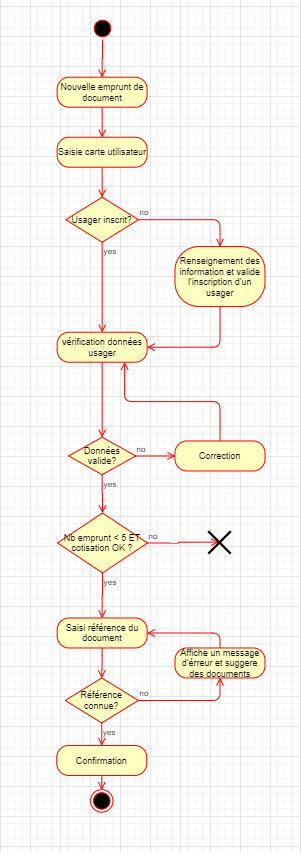 Nouvelle emprunt de
document
Saisie carte utilisateur
Usager inscrit?
no
yes
Renseignement des
information et valide
l'inscription d'un
usager
vérification données
usager
Données
valide?
no
Correction
yes
Nb emprunt < 5 ET
cotisation OK ?
no
yes
Saisi référence du
document
Affiche un message
d'érreur et suggere
des documents
Référence
connue?
no
yes
Confirmation